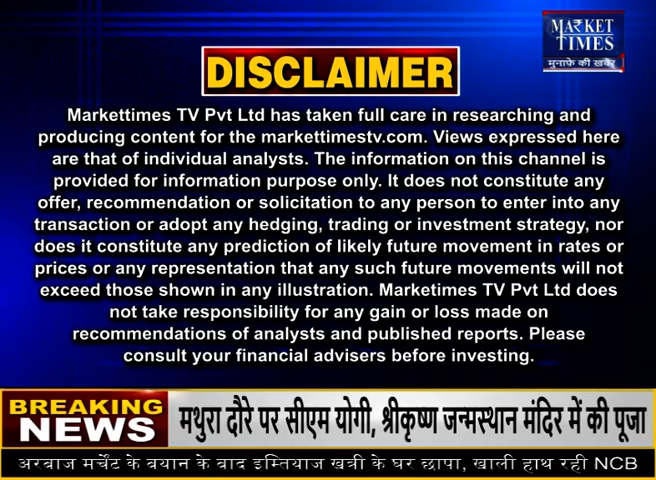 MARKET
TIMES
मुनाफे की ख़बर
DISCLAIMER
Markettimes TV Pvt Ltd has taken full care in researching and
producing content for the markettimestv.com. Views expressed here
are that of individual analysts. The information on this channel is
provided for information purpose only. It does not constitute any
offer, recommendation or solicitation to any person to enter into any
transaction or adopt any hedging, trading or investment strategy, nor
does it constitute any prediction of likely future movement in rates or
prices or any representation that any such future movements will not
exceed those shown in any illustration. Marketimes TV Pvt Ltd does
not take responsibility for any gain or loss made on
recommendations of analysts and published reports. Please
consult your financial advisers before investing.
BREAKING
NEWS
मथुरा दौरे पर सीएम योगी, श्रीकृष्ण जन्मस्थान मंदिर में की पूजा
अरबाज मर्चेंट के बयान के बाद इम्तियाज खत्री के घर छापा, खाली हाथ रही NCB